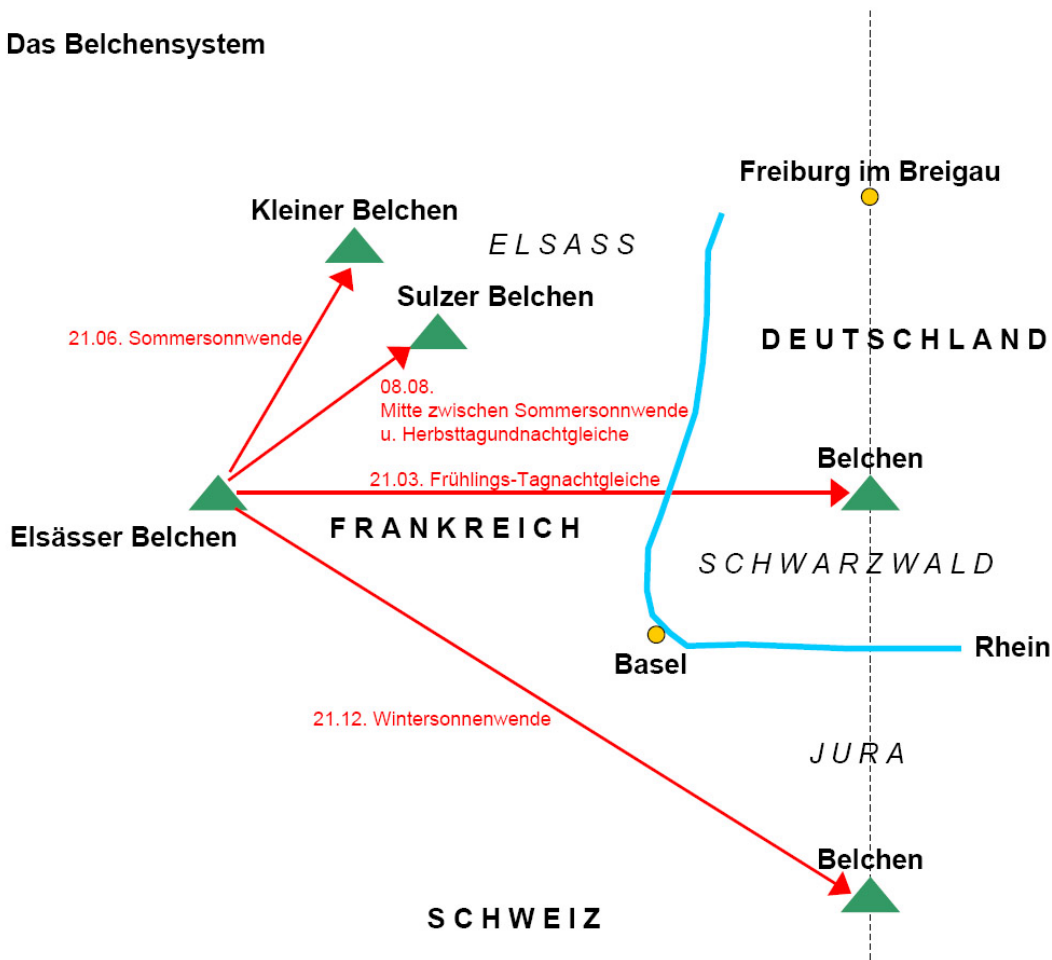 Das Belchensystem
Freiburg im Breigau
Kleiner Belchen
ELSASS
Sulzer Belchen
21.06. Sommersonnwende
DEUTSCHLAND
08.08.
Mitte zwischen Sommersonnwende
u. Herbsttagundnachtgleiche
Belchen
21.03. Frühlings-Tagnachtgleiche
FRANKREICH
Elsässer Belchen
SCHWARZWALD
Rhein
Basel
21.12. Wintersonnenwende
JURA
Belchen
SCHWEIZ